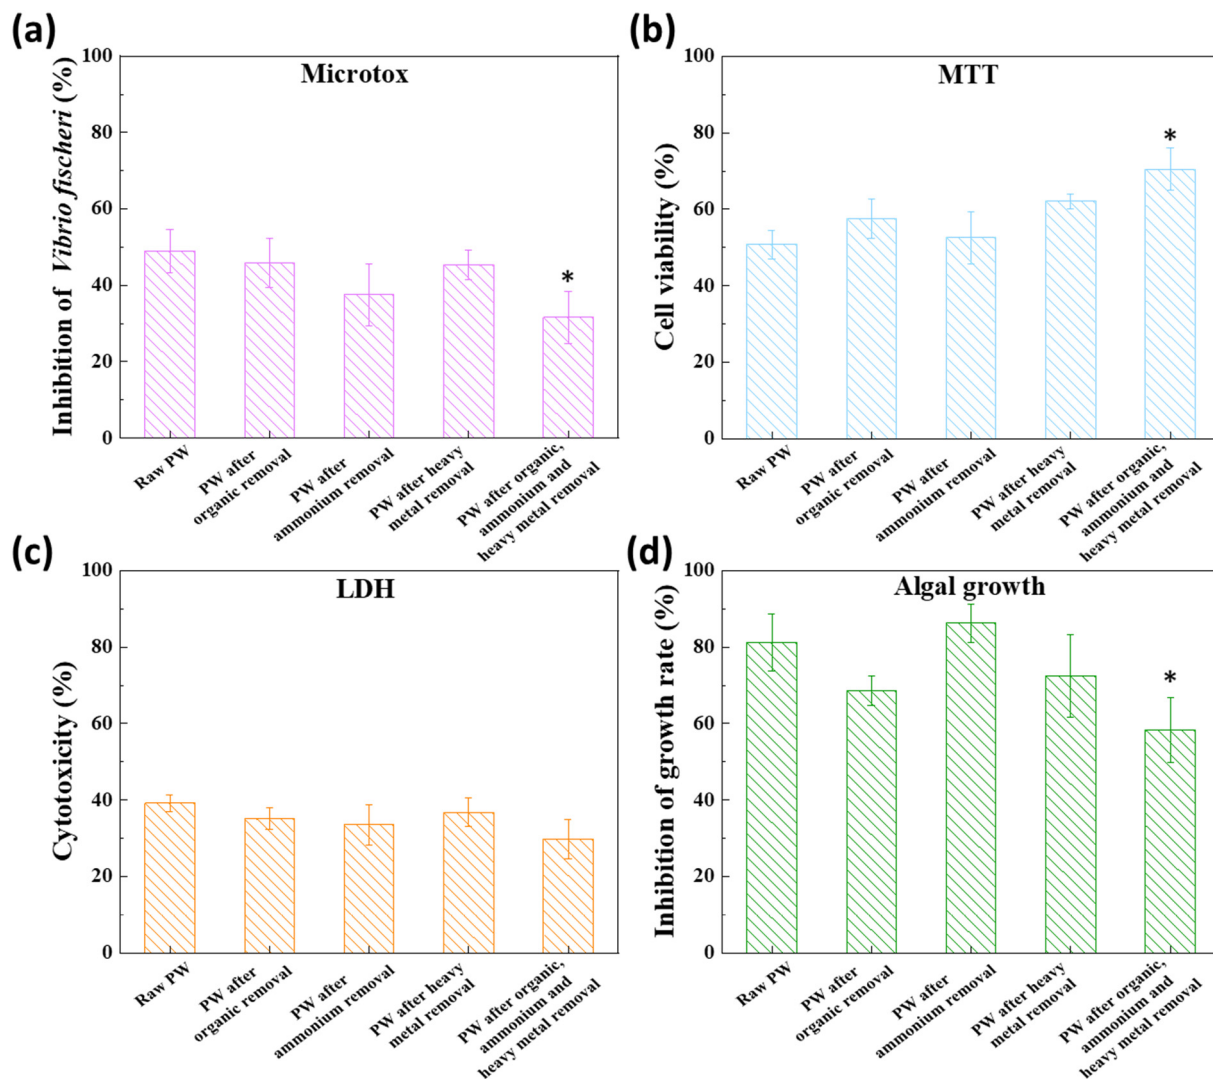 (a)
Microtox
Inhibition of Vibrio fischeri (%)
100
80
60
40
20
0
Raw PW
PW after
organic removal
PW after
ammonium removal
PW after heavy
metal removal
PW after organic,
ammonium and
heavy metal removal
*
(b)
MTT
Cell viability (%)
100
80
60
40
20
0
Raw PW
PW after
organic removal
PW after
ammonium removal
PW after heavy
metal removal
PW after organic,
ammonium and
heavy metal removal
*
(c)
LDH
Cytotoxicity (%)
100
80
60
40
20
0
Raw PW
PW after
organic removal
PW after
ammonium removal
PW after heavy
metal removal
PW after organic,
ammonium and
heavy metal removal
(d)
Algal growth
Inhibition of growth rate (%)
100
80
60
40
20
0
Raw PW
PW after
organic removal
PW after
ammonium removal
PW after heavy
metal removal
PW after organic,
ammonium and
heavy metal removal
*